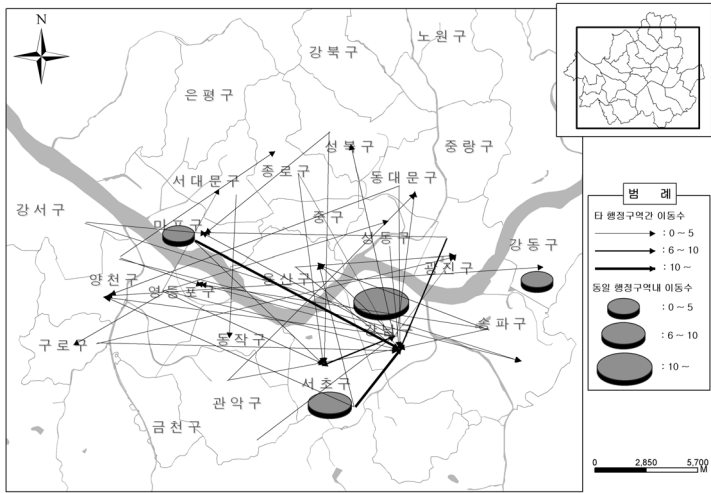 N
노원구
강북구
은평구
성북구
중랑구
종로구
서대문구
동대문구
강서구
마포구
중구
성동구
강동구
광진구
용산구
양천구
영등포구
송파구
강남
구로구
동작구
서초구
관악구
금천구
범 례
타 행정구역간 이동수
: 0 ~ 5
: 6 ~ 10
: 10 ~
동일 행정구역내 이동수
: 0 ~ 5
: 6 ~ 10
: 10 ~
0 2,850 5,700
M